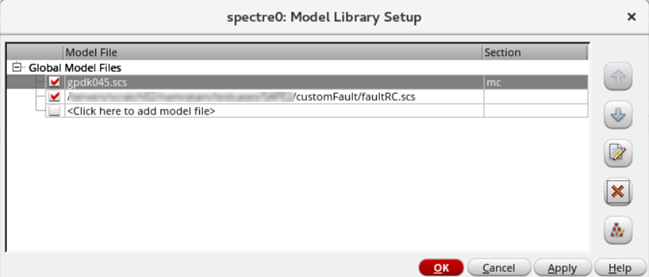 spectre0: Model Library Setup
Model File Section
Global Model Files
gpdk045.scs mc
/customFault/faultRC.scs
<Click here to add model file>
OK Cancel Apply Help